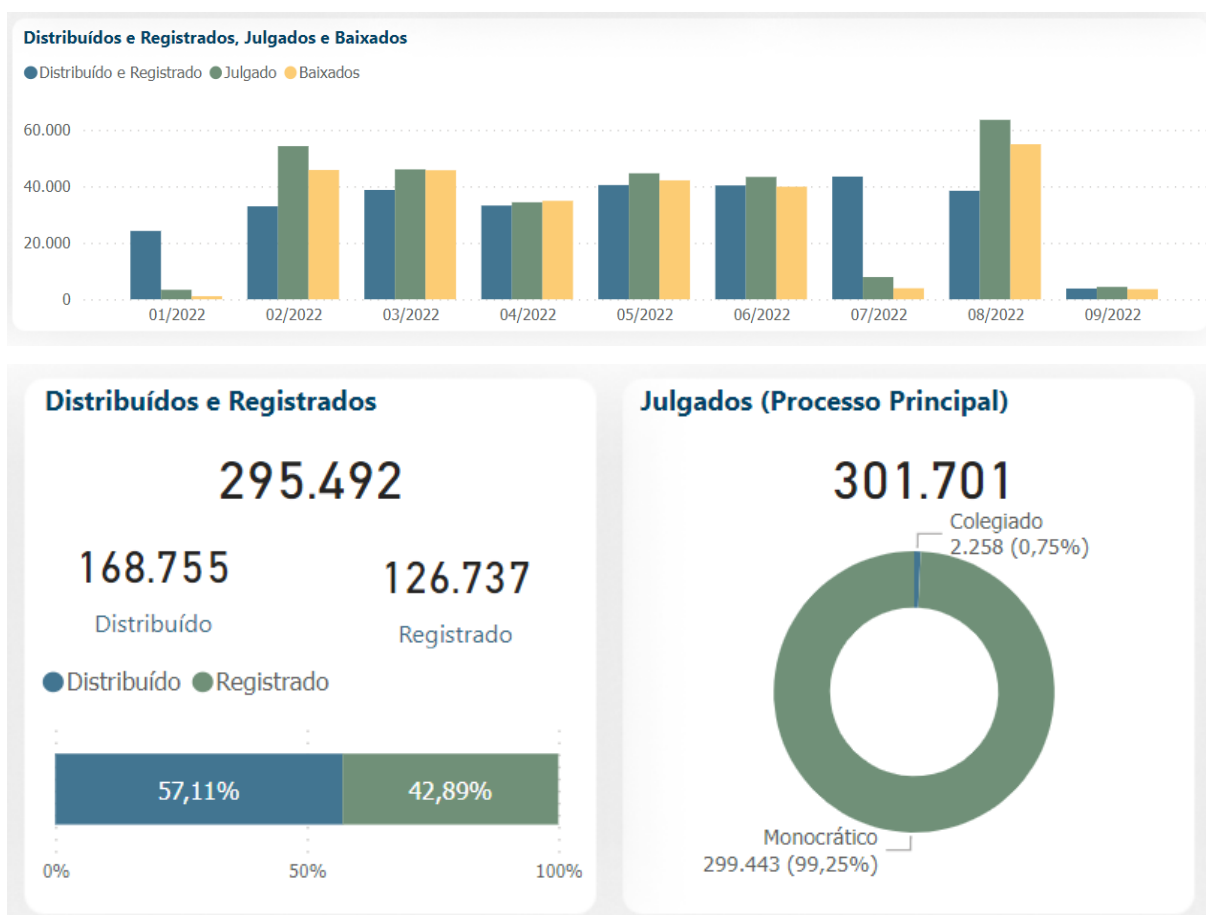 Distribuídos e Registrados, Julgados e Baixados
Distribuído e Registrado Julgado Baixados
60.000
40.000
20.000
0
01/2022 02/2022 03/2022 04/2022 05/2022 06/2022 07/2022 08/2022 09/2022
Distribuídos e Registrados
295.492
168.755
126.737
Distribuído
Registrado
Distribuído Registrado
57,11% 42,89%
0% 50% 100%
Julgados (Processo Principal)
301.701
Colegiado
2.258 (0,75%)
Monocrático
299.443 (99,25%)